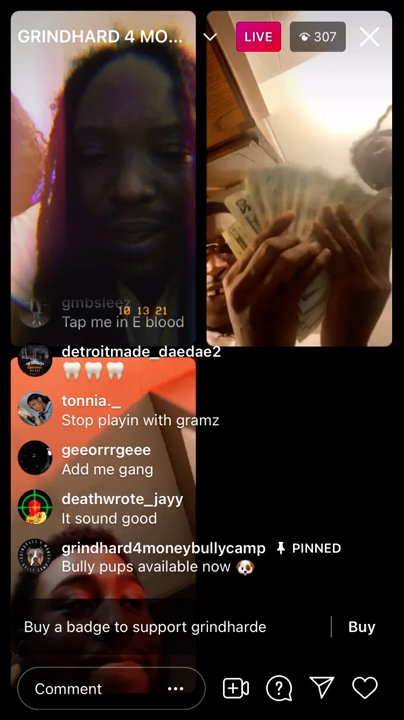 GRINDHARD 4 MO...
LIVE
307
gmbsleez
10 13 21
Tap me in E blood
detroitmade_daedae2
🦷🦷🦷
tonnia._
Stop playin with gramz
geeorrrgeee
Add me gang
deathwrote_jayy
It sound good
grindhard4moneybullycamp PINNED
Bully pups available now 🐶
Buy a badge to support grindharde
Buy
Comment